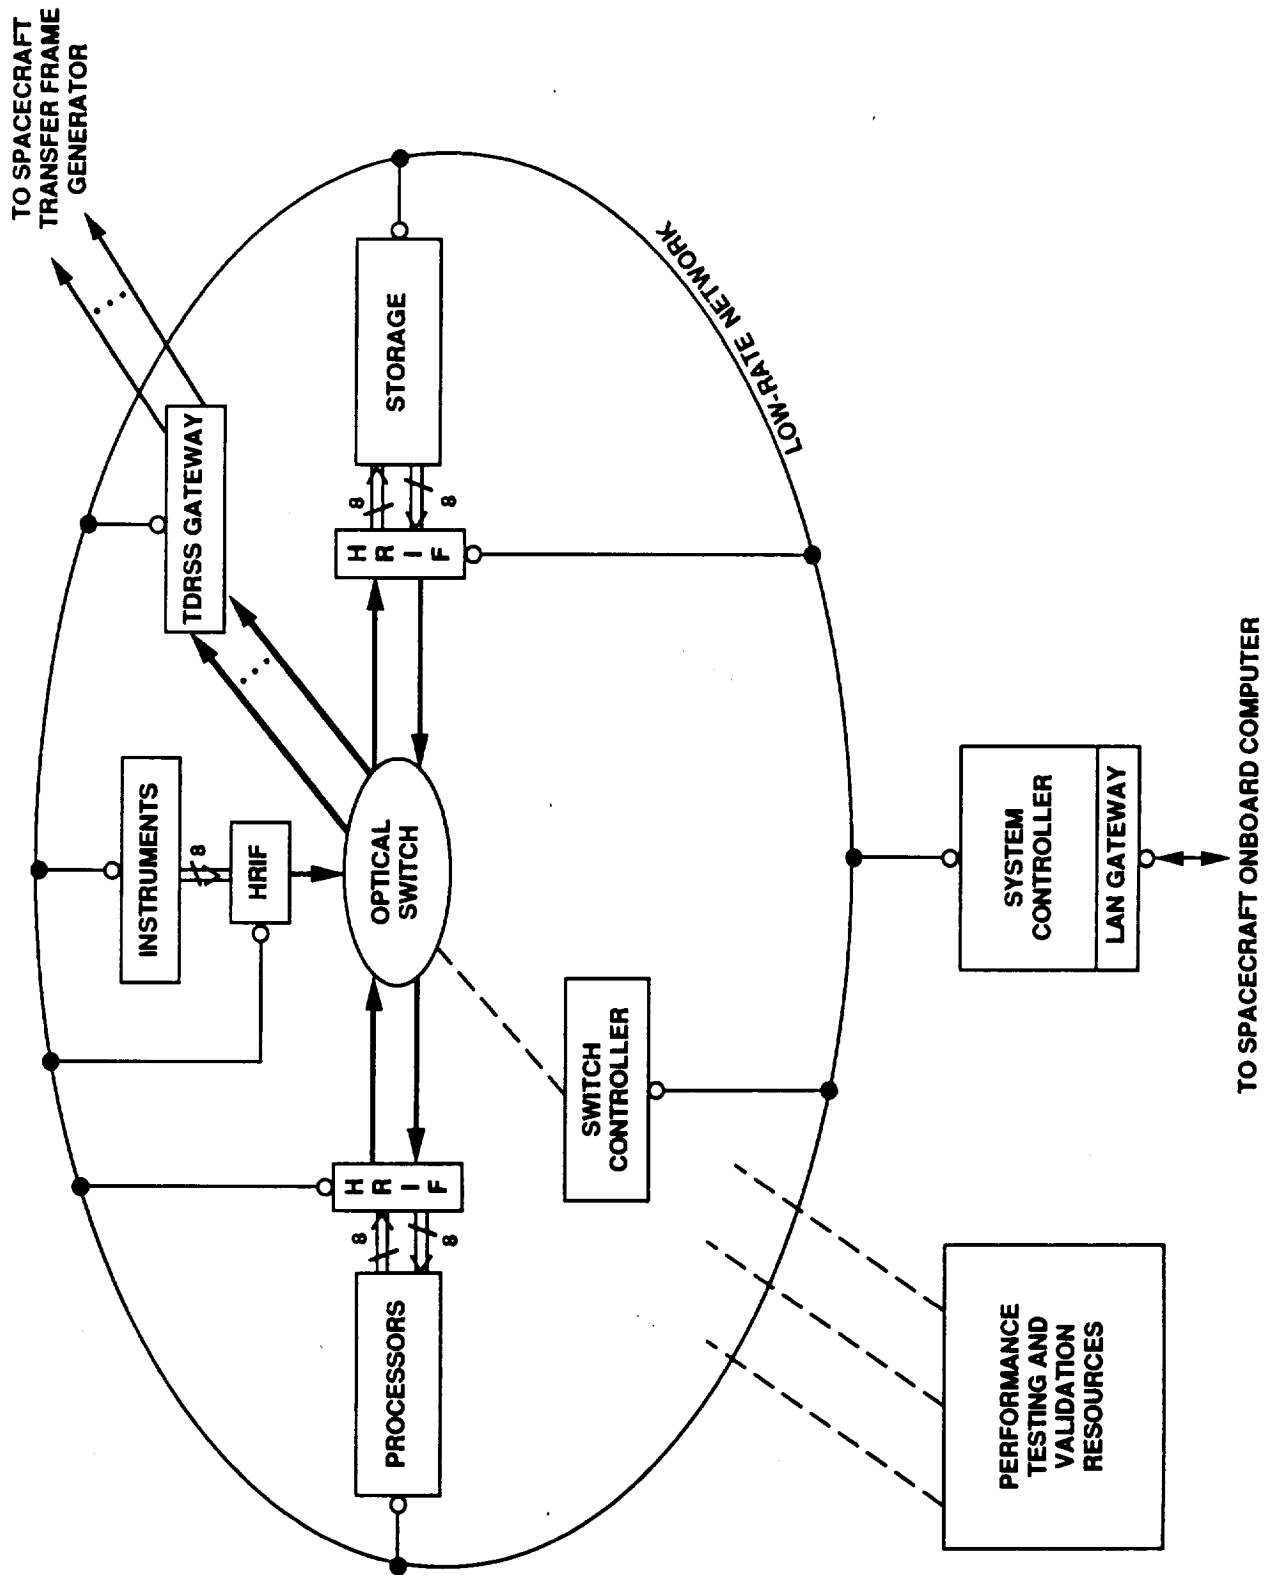 TO SPACECRAFT
TRANSFER FRAME
GENERATOR
INSTRUMENTS
8
HRIF
TDRSS GATEWAY
PROCESSORS
8
8
H R I F
OPTICAL
SWITCH
H R I F
8
8
STORAGE
SWITCH
CONTROLLER
LOW-RATE NETWORK
PERFORMANCE
TESTING AND
VALIDATION
RESOURCES
SYSTEM
CONTROLLER
LAN GATEWAY
TO SPACECRAFT ONBOARD COMPUTER